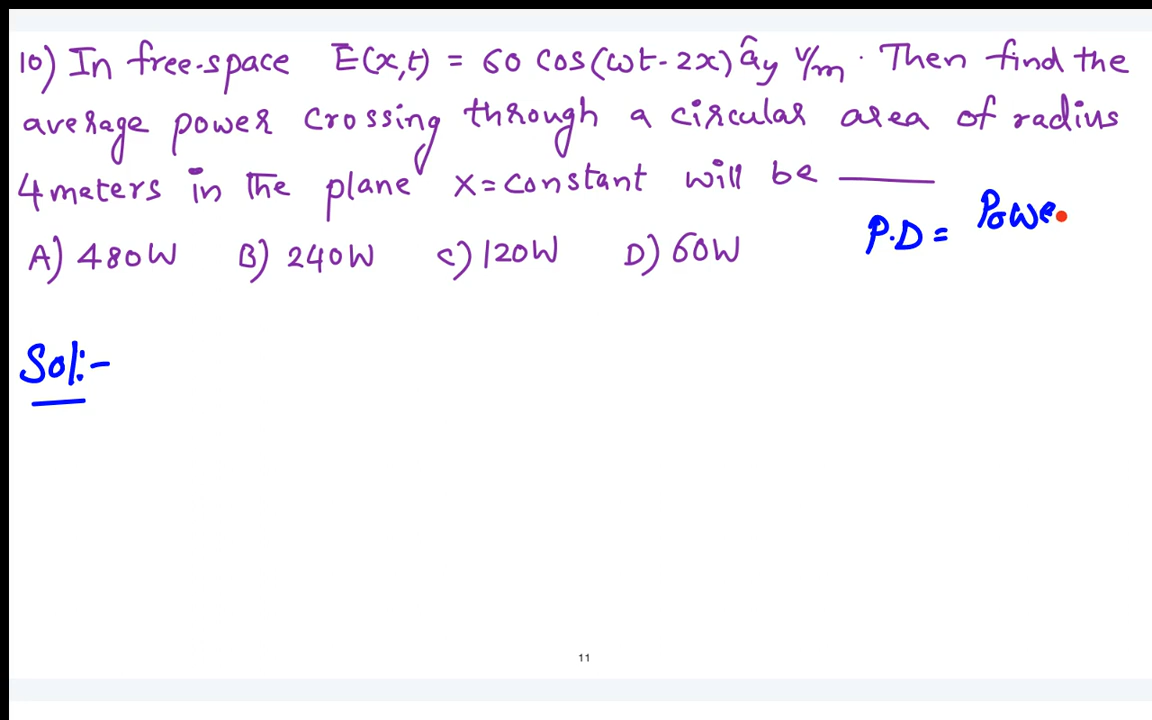 10) In free-space E(x,t) = 60 cos(ωt - 2x) ây V/m. Then find the
average power crossing through a circular area of radius
4 meters in the plane x = constant will be ____
A) 480W B) 240W C) 120W D) 60W
P.D = Powe
Sol:-
11